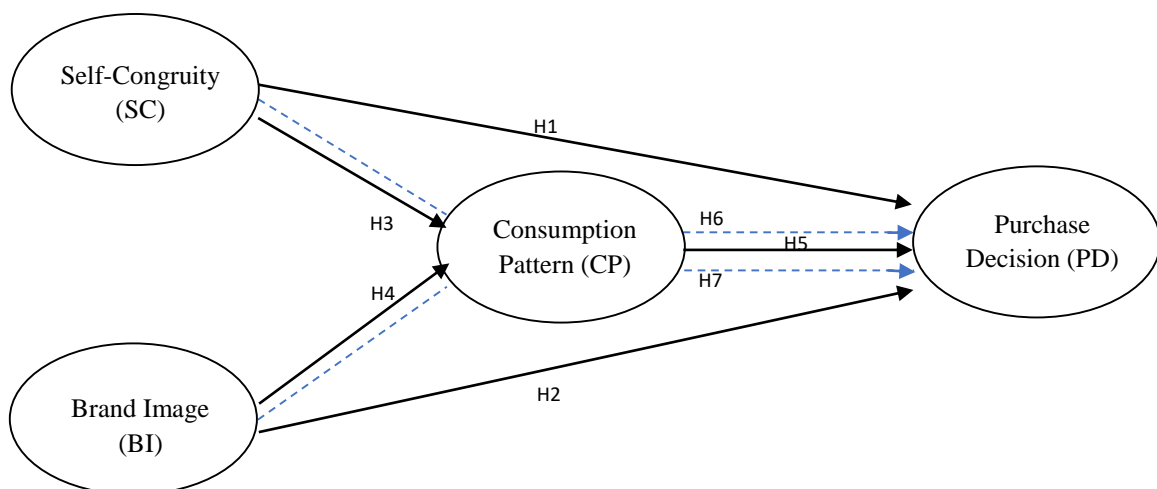 Self-Congruity
(SC)
H1
H3
Consumption
Pattern (CP)
H6
H5
H7
Purchase
Decision (PD)
H4
Brand Image
(BI)
H2